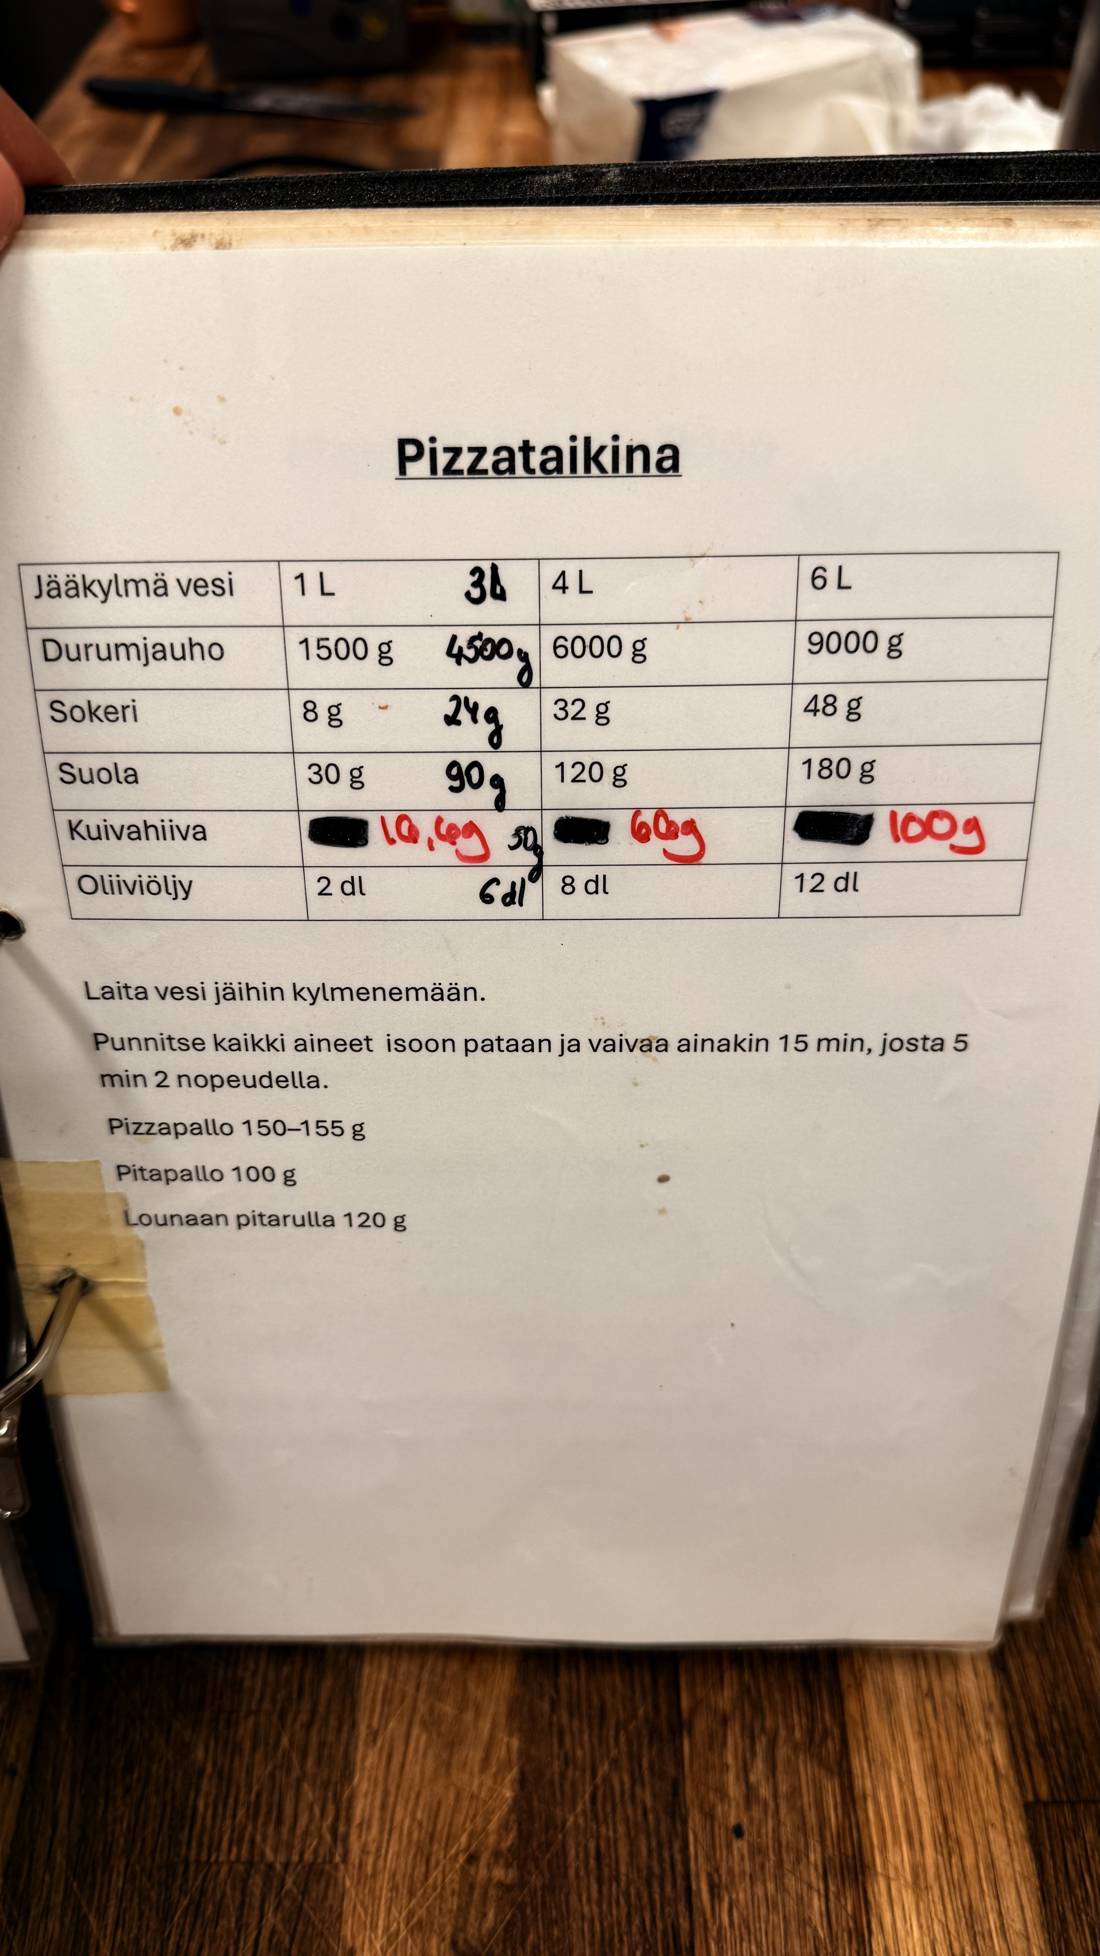 Pizzataikina
Jääkylmä vesi 1 L 3L 4 L 6 L
Durumjauho 1500 g 4500g 6000 g 9000 g
Sokeri 8 g 24g 32 g 48 g
Suola 30 g 90g 120 g 180 g
Kuivahiiva 16,6g 50g 66g 100g
Oliiviöljy 2 dl 6dl 8 dl 12 dl
Laita vesi jäihin kylmenemään.
Punnitse kaikki aineet isoon pataan ja vaivaa ainakin 15 min, josta 5
min 2 nopeudella.
Pizzapallo 150–155 g
Pitapallo 100 g
Lounaan pitarulla 120 g